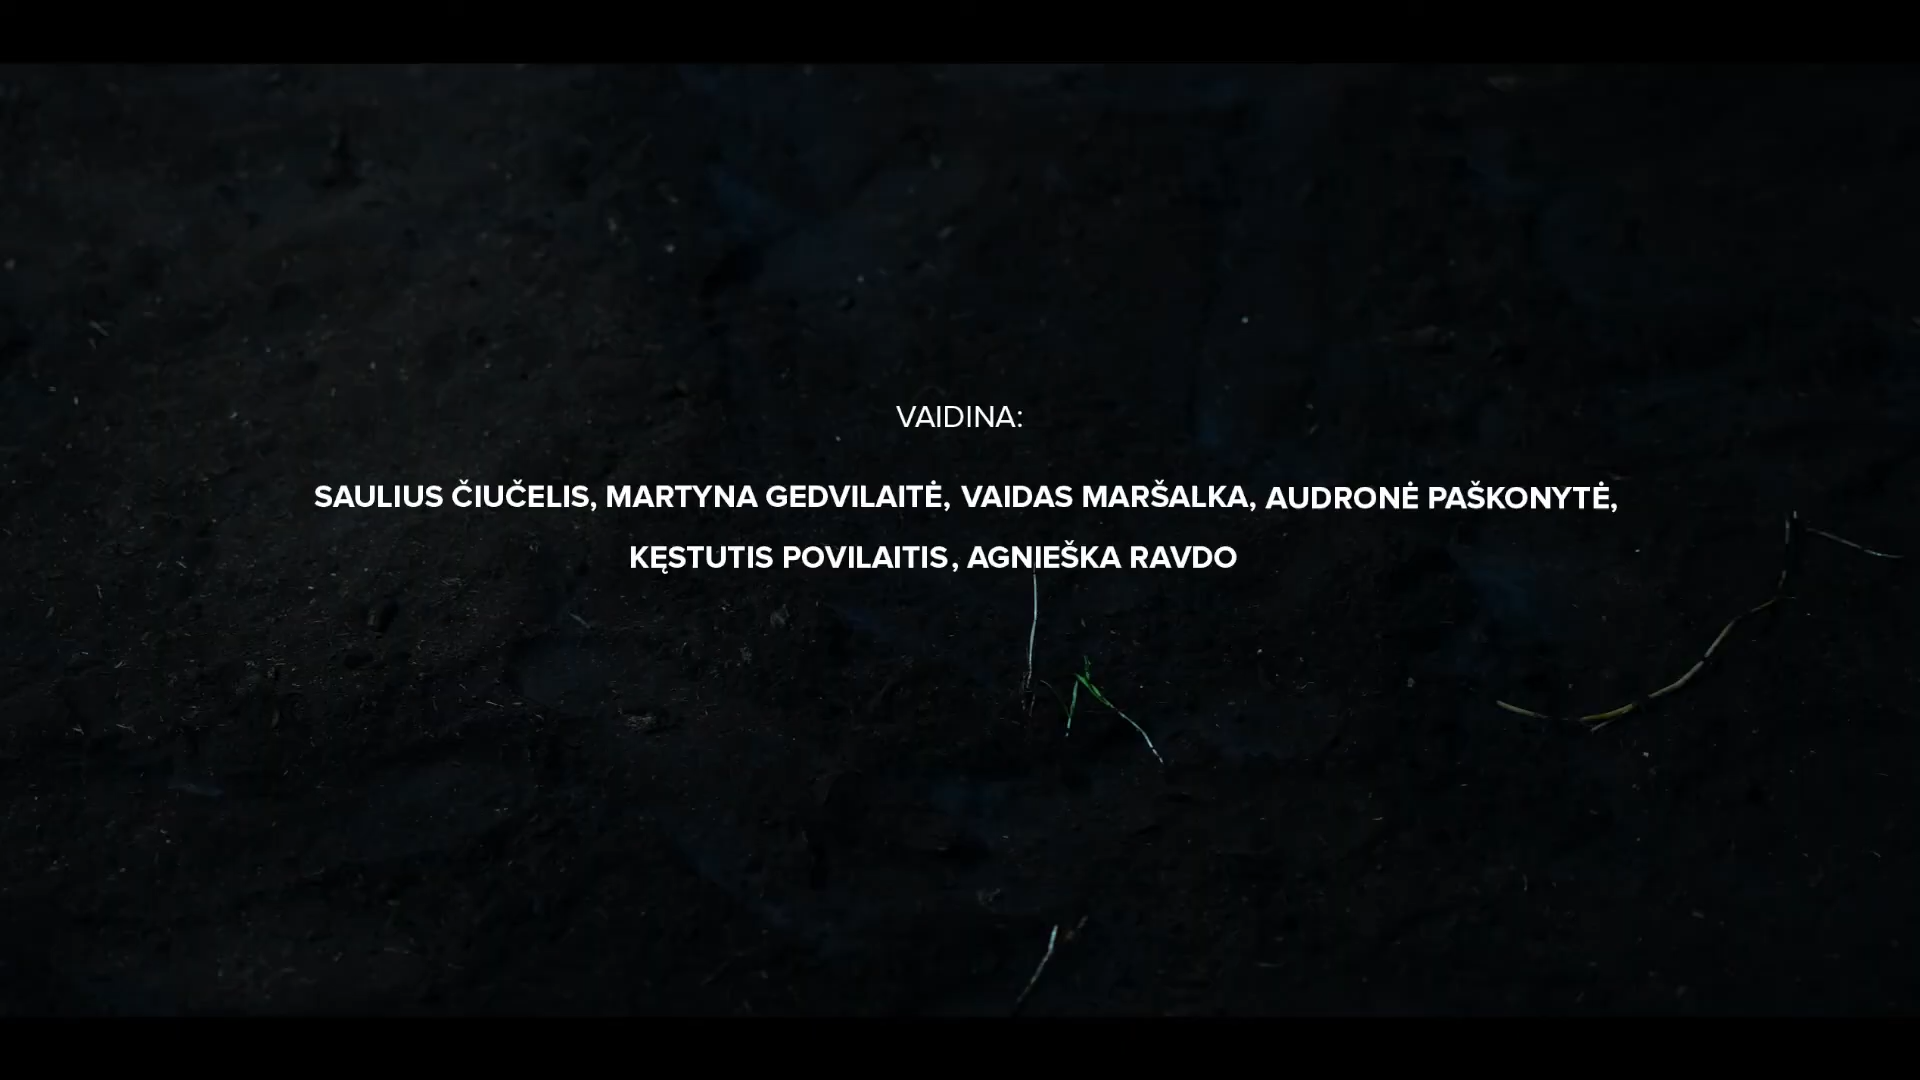 VAIDINA:
SAULIUS ČIUČELIS, MARTYNA GEDVILAITĖ, VAIDAS MARŠALKA, AUDRONĖ PAŠKONYTĖ,
KĘSTUTIS POVILAITIS, AGNIEŠKA RAVDO